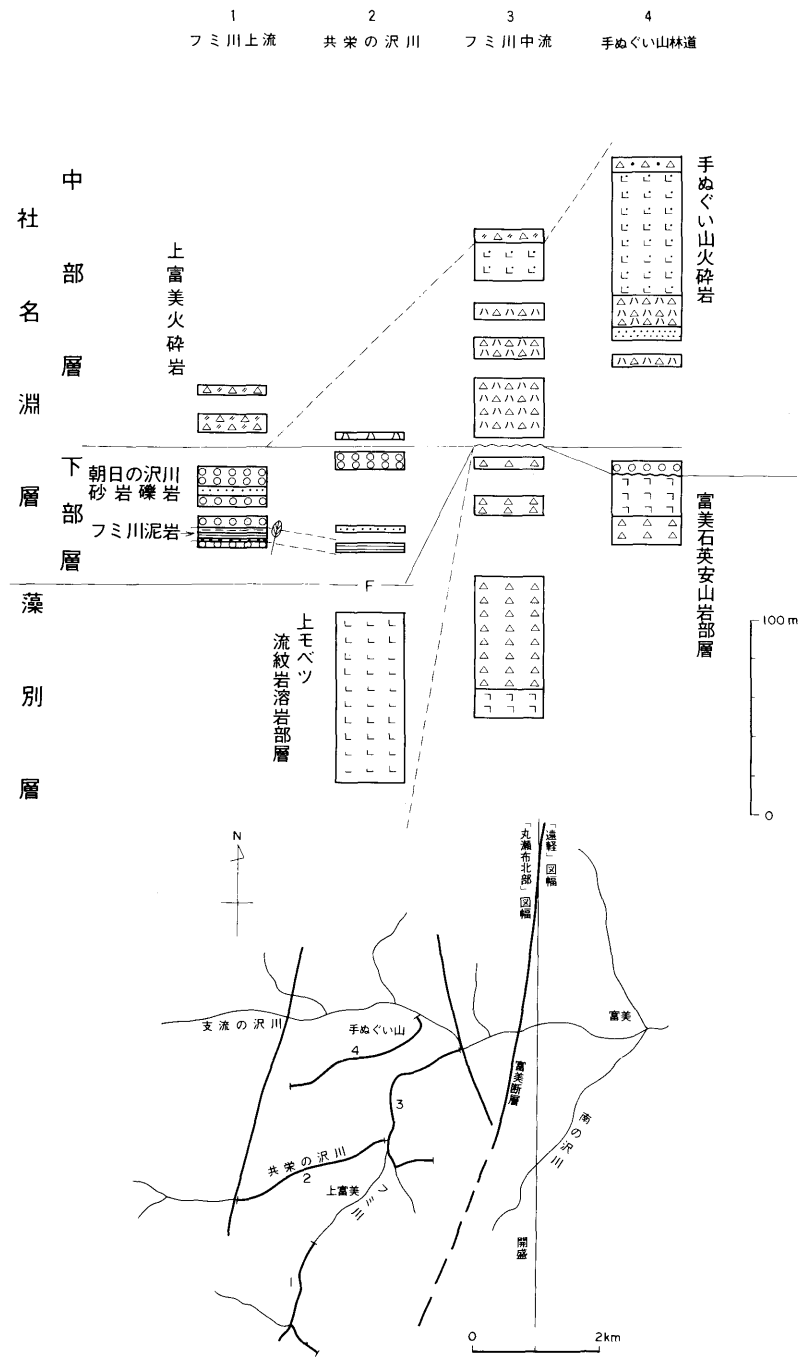 1
フミ川上流
2
共栄の沢川
3
フミ川中流
4
手ぬぐい山林道
社名淵層
中部層
下部層
藻別層
上富美火砕岩
朝日の沢川
砂岩礫岩
フミ川泥岩
F
上モベツ
流紋岩溶岩部層
手ぬぐい山火砕岩
富美石英安山岩部層
100m
0
N
「遠軽」図幅
「丸瀬布北部」図幅
支流の沢川
手ぬぐい山
4
富美
3
富美断層
南の沢川
共栄の沢川
2
上富美
フミ川
開盛
1
0 2km